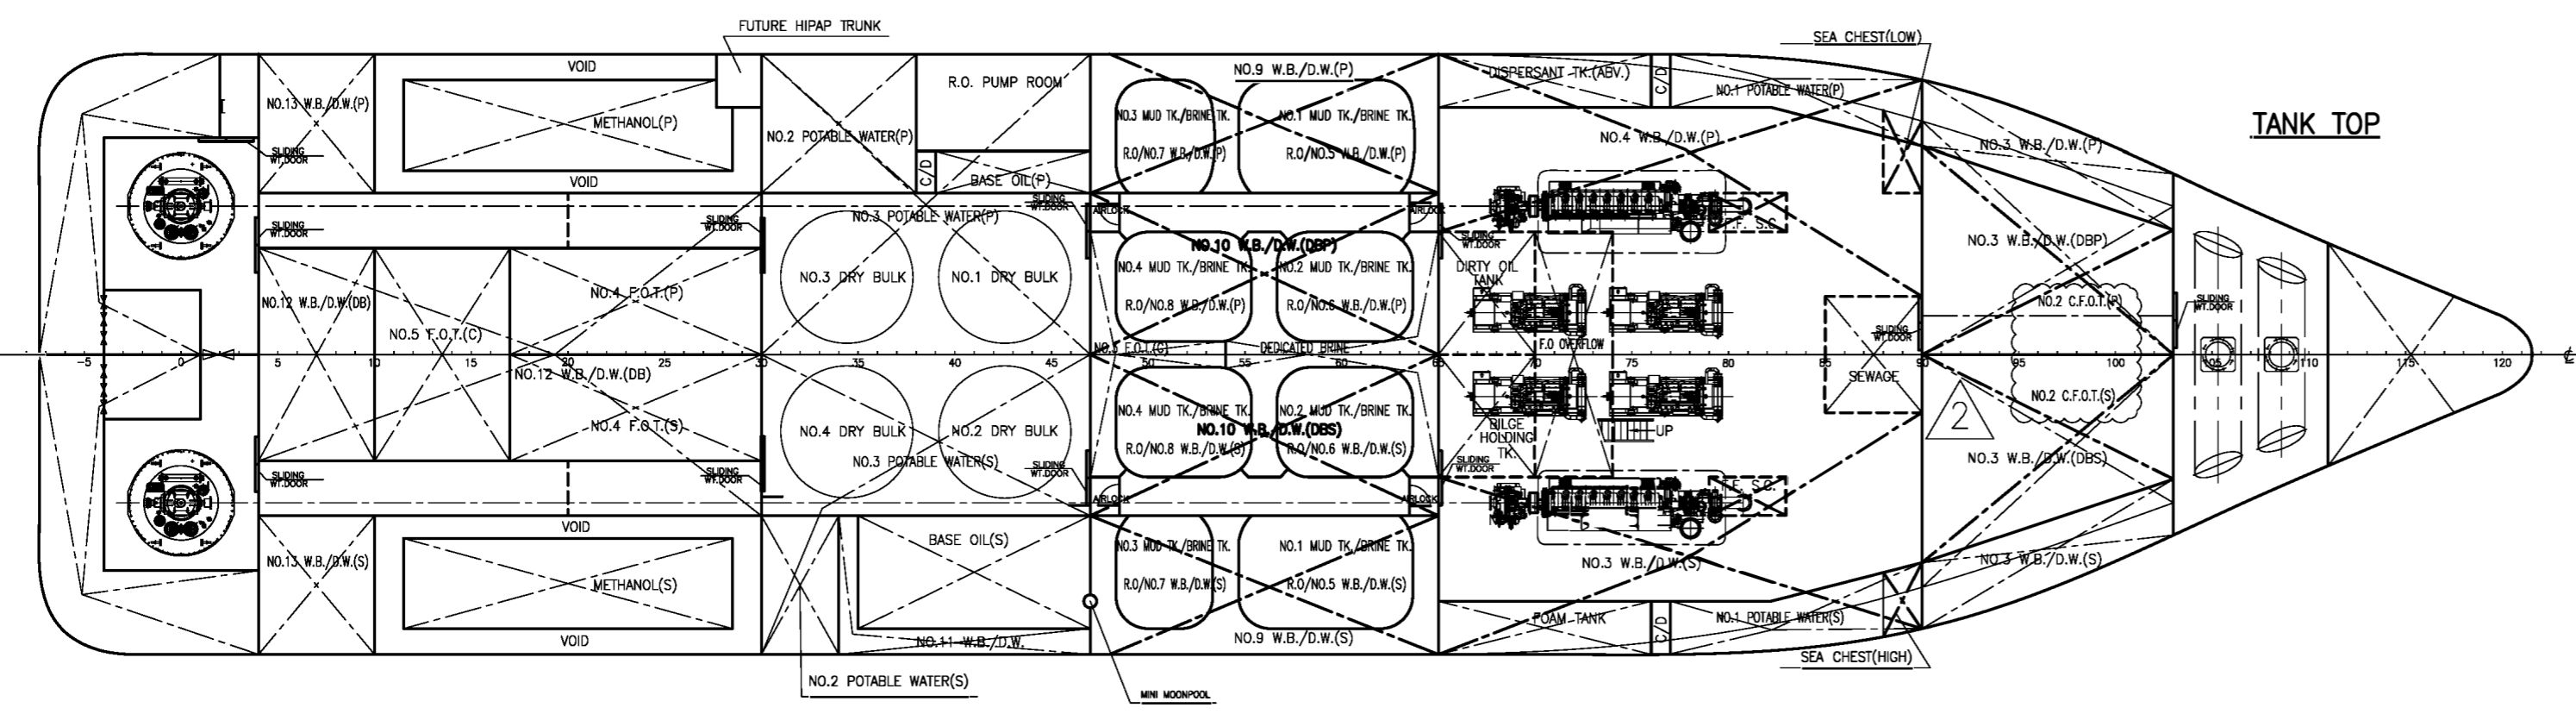 FUTURE HIPAP TRUNK
SEA CHEST(LOW)
TANK TOP
VOID
NO.13 W.B./D.W.(P)
METHANOL(P)
VOID
SLIDING
WT.DOOR
NO.2 POTABLE WATER(P)
R.O. PUMP ROOM
C/D
BASE OIL(P)
NO.9 W.B./D.W.(P)
NO.3 MUD TK./BRINE TK.
R.O/NO.7 W.B./D.W.(P)
NO.1 MUD TK./BRINE TK.
R.O/NO.5 W.B./D.W.(P)
DISPERSANT TK.(ABV.)
C/D
NO.1 POTABLE WATER(P)
NO.4 W.B./D.W.(P)
NO.3 W.B./D.W.(P)
SLIDING
WT.DOOR
SLIDING
WT.DOOR
NO.3 POTABLE WATER(P)
SLIDING
WT.DOOR
AIRLOCK
AIRLOCK
SLIDING
WT.DOOR
T.F. S.C.
NO.10 W.B./D.W.(DBP)
NO.3 W.B./D.W.(DBP)
NO.12 W.B./D.W.(DB)
NO.5 F.O.T.(C)
NO.4 F.O.T.(P)
NO.3 DRY BULK
NO.1 DRY BULK
NO.4 MUD TK./BRINE TK.
R.O/NO.8 W.B./D.W.(P)
NO.2 MUD TK./BRINE TK.
R.O/NO.6 W.B./D.W.(P)
DIRTY OIL
TANK
F.O OVERFLOW
SLIDING
WT.DOOR
NO.2 C.F.O.T.(P)
SLIDING
WT.DOOR
DEDICATED BRINE
-5 0 5 10 15 20 25 30 35 40 45 50 55 60 65 70 75 80 85 90 95 100 105 110 115 120
NO.12 W.B./D.W.(DB)
SEWAGE
2
NO.2 C.F.O.T.(S)
NO.4 F.O.T.(S)
NO.4 DRY BULK
NO.2 DRY BULK
NO.4 MUD TK./BRINE TK.
R.O/NO.8 W.B./D.W.(S)
NO.2 MUD TK./BRINE TK.
R.O/NO.6 W.B./D.W.(S)
NO.10 W.B./D.W.(DBS)
BILGE
HOLDING
TK.
UP
NO.3 POTABLE WATER(S)
NO.3 W.B./D.W.(DBS)
SLIDING
WT.DOOR
SLIDING
WT.DOOR
SLIDING
WT.DOOR
SLIDING
WT.DOOR
AIRLOCK
AIRLOCK
T.F. S.C.
VOID
NO.13 W.B./D.W.(S)
METHANOL(S)
VOID
BASE OIL(S)
NO.11 W.B./D.W.
NO.3 MUD TK./BRINE TK.
R.O/NO.7 W.B./D.W.(S)
NO.1 MUD TK./BRINE TK.
R.O/NO.5 W.B./D.W.(S)
NO.9 W.B./D.W.(S)
NO.3 W.B./D.W.(S)
NO.3 W.B./D.W.(S)
FOAM TANK
C/D
NO.1 POTABLE WATER(S)
SEA CHEST(HIGH)
NO.2 POTABLE WATER(S)
MINI MOONPOOL